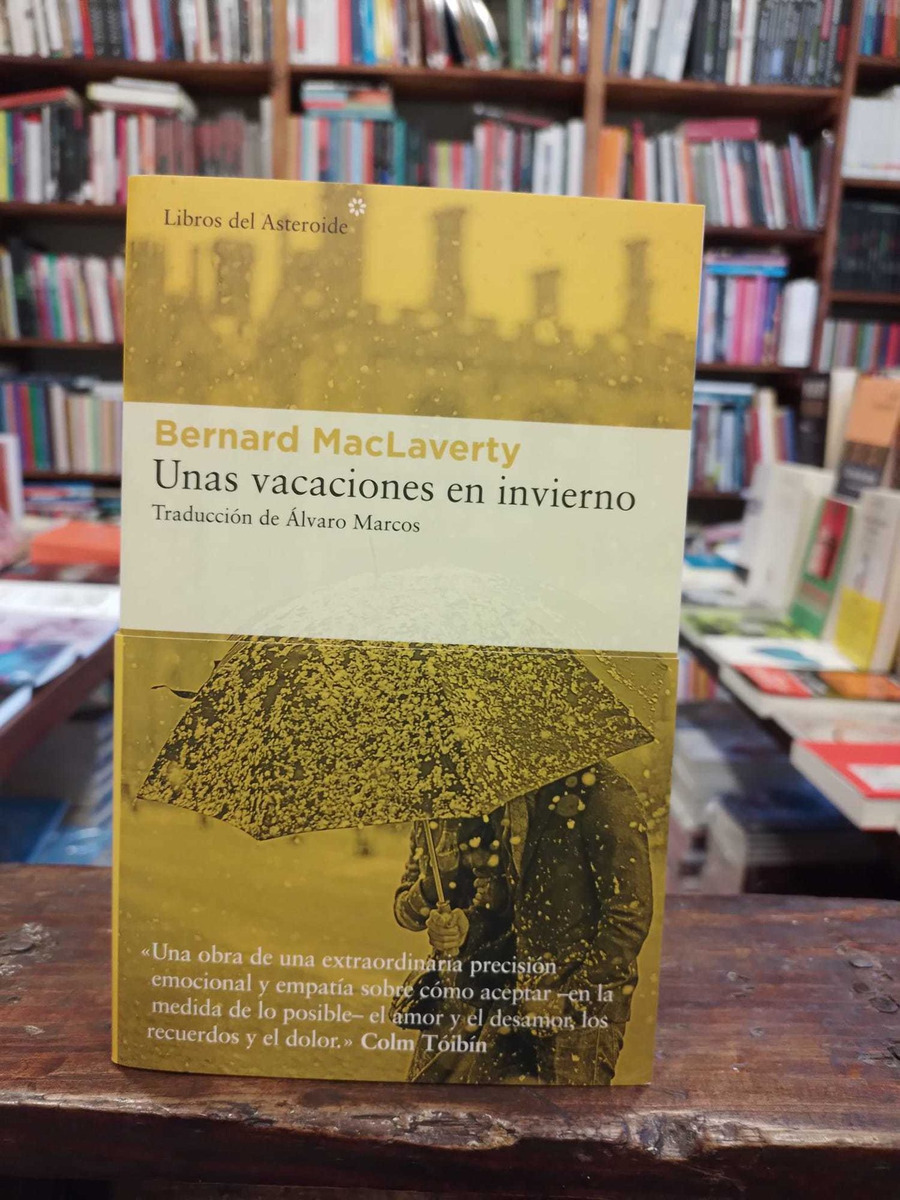 Libros del Asteroide
Bernard MacLaverty
Unas vacaciones en invierno
Traducción de Álvaro Marcos
«Una obra de una extraordinaria precisión
emocional y empatía sobre cómo aceptar –en la
medida de lo posible– el amor y el desamor, los
recuerdos y el dolor.» Colm Tóibín